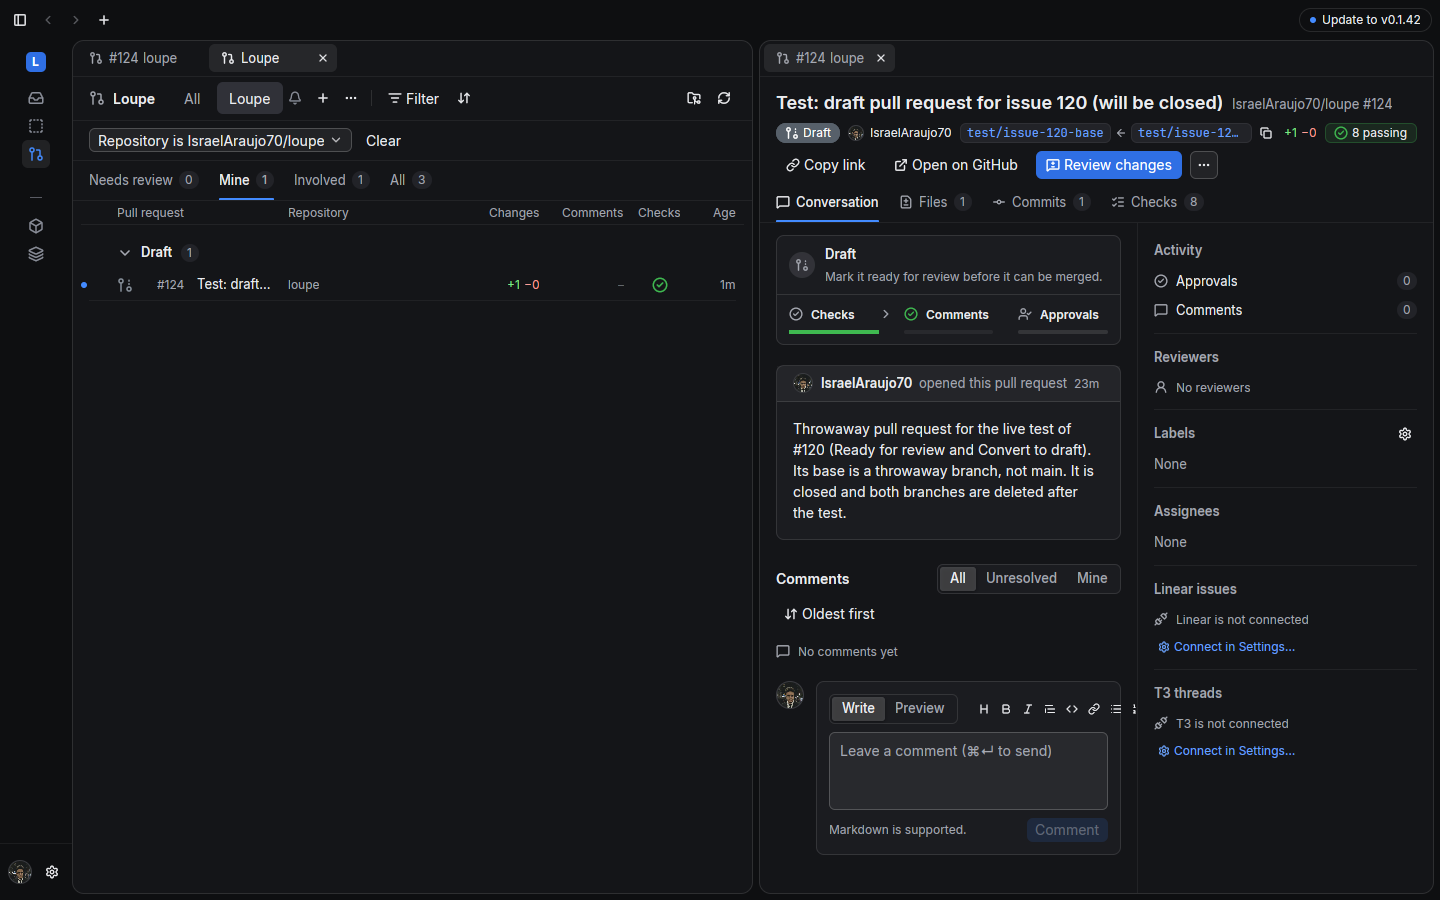 Update to v0.1.42
L
#124 loupe
Loupe
Loupe
All
Loupe
Filter
Repository is IsraelAraujo70/loupe
Clear
Needs review 0
Mine 1
Involved 1
All 3
Pull request Repository Changes Comments Checks Age
Draft 1
#124 Test: draft... loupe +1 −0 – 1m
#124 loupe
Test: draft pull request for issue 120 (will be closed) IsraelAraujo70/loupe #124
Draft IsraelAraujo70 test/issue-120-base ← test/issue-12… +1 −0 8 passing
Copy link
Open on GitHub
Review changes
Conversation
Files 1
Commits 1
Checks 8
Draft
Mark it ready for review before it can be merged.
Checks
Comments
Approvals
IsraelAraujo70 opened this pull request 23m
Throwaway pull request for the live test of
#120 (Ready for review and Convert to draft).
Its base is a throwaway branch, not main. It is
closed and both branches are deleted after
the test.
Comments
All
Unresolved
Mine
Oldest first
No comments yet
Write
Preview
H B I
Leave a comment (⌘↵ to send)
Markdown is supported.
Comment
Activity
Approvals 0
Comments 0
Reviewers
No reviewers
Labels
None
Assignees
None
Linear issues
Linear is not connected
Connect in Settings...
T3 threads
T3 is not connected
Connect in Settings...